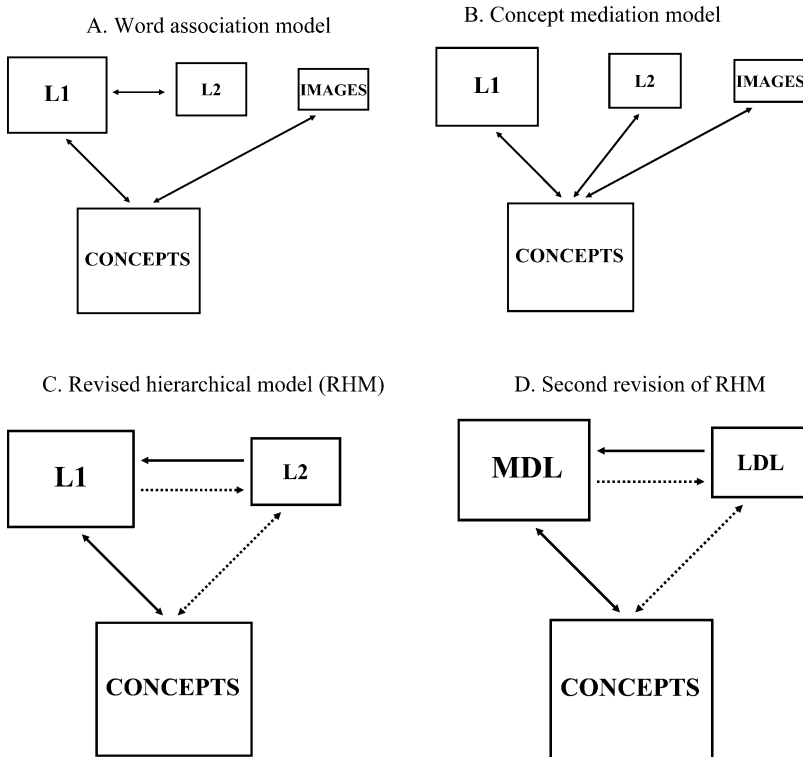 A. Word association model
L1
L2
IMAGES
CONCEPTS
B. Concept mediation model
L1
L2
IMAGES
CONCEPTS
C. Revised hierarchical model (RHM)
L1
L2
CONCEPTS
D. Second revision of RHM
MDL
LDL
CONCEPTS